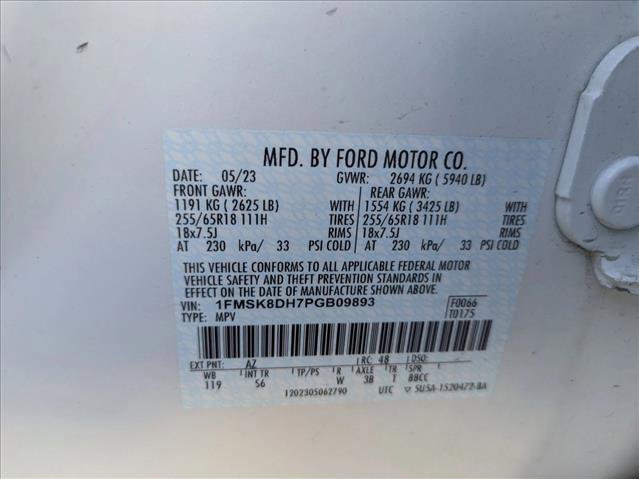 MFD. BY FORD MOTOR CO.
DATE: 05/23 GVWR: 2694 KG ( 5940 LB)
FRONT GAWR: REAR GAWR:
1191 KG ( 2625 LB) WITH 1554 KG ( 3425 LB) WITH
255/65R18 111H TIRES 255/65R18 111H TIRES
18x7.5J RIMS 18x7.5J RIMS
AT 230 kPa/ 33 PSI COLD AT 230 kPa/ 33 PSI COLD
THIS VEHICLE CONFORMS TO ALL APPLICABLE FEDERAL MOTOR
VEHICLE SAFETY AND THEFT PREVENTION STANDARDS IN
EFFECT ON THE DATE OF MANUFACTURE SHOWN ABOVE.
VIN: 1FMSK8DH7PGB09893 F0066
TYPE: MPV T0175
EXT PNT: AZ RC: 48 DSO:
WB INT TR TP/PS R AXLE TR SPR
119 S6 W 3B T BBCC
1202305062790 UTC 5U5A-1520472-BA